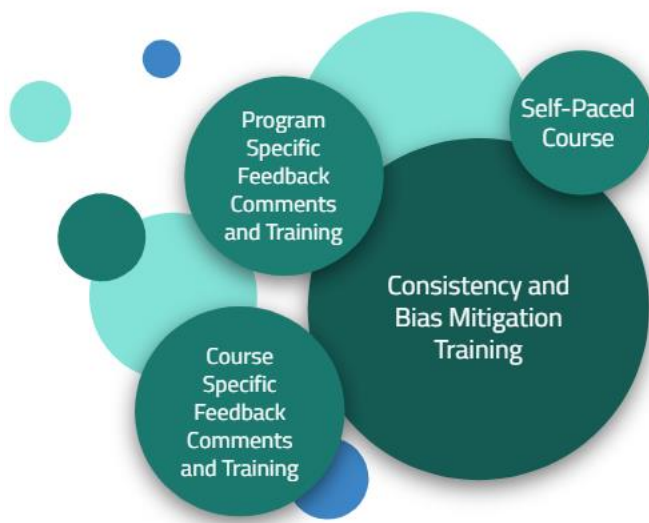 Program
Specific
Feedback
Comments
and Training
Self-Paced
Course
Consistency and
Bias Mitigation
Training
Course
Specific
Feedback
Comments
and Training